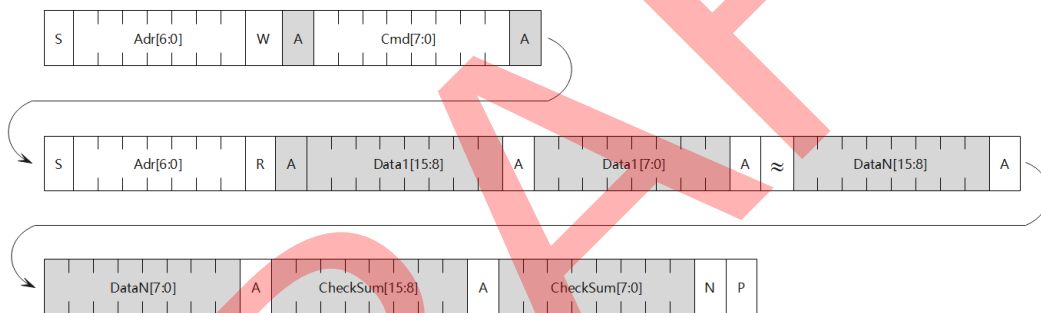 S Adr[6:0] W A Cmd[7:0] A
S Adr[6:0] R A Data1[15:8] A Data1[7:0] A ≈ DataN[15:8] A
DataN[7:0] A CheckSum[15:8] A CheckSum[7:0] N P